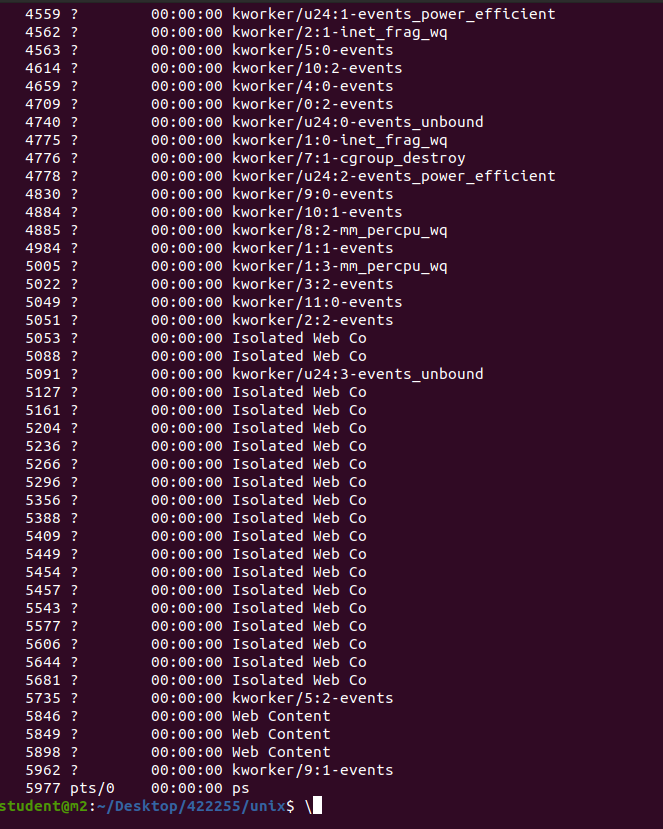 4559 ? 00:00:00 kworker/u24:1-events_power_efficient
4562 ? 00:00:00 kworker/2:1-inet_frag_wq
4563 ? 00:00:00 kworker/5:0-events
4614 ? 00:00:00 kworker/10:2-events
4659 ? 00:00:00 kworker/4:0-events
4709 ? 00:00:00 kworker/0:2-events
4740 ? 00:00:00 kworker/u24:0-events_unbound
4775 ? 00:00:00 kworker/1:0-inet_frag_wq
4776 ? 00:00:00 kworker/7:1-cgroup_destroy
4778 ? 00:00:00 kworker/u24:2-events_power_efficient
4830 ? 00:00:00 kworker/9:0-events
4884 ? 00:00:00 kworker/10:1-events
4885 ? 00:00:00 kworker/8:2-mm_percpu_wq
4984 ? 00:00:00 kworker/1:1-events
5005 ? 00:00:00 kworker/1:3-mm_percpu_wq
5022 ? 00:00:00 kworker/3:2-events
5049 ? 00:00:00 kworker/11:0-events
5051 ? 00:00:00 kworker/2:2-events
5053 ? 00:00:00 Isolated Web Co
5088 ? 00:00:00 Isolated Web Co
5091 ? 00:00:00 kworker/u24:3-events_unbound
5127 ? 00:00:00 Isolated Web Co
5161 ? 00:00:00 Isolated Web Co
5204 ? 00:00:00 Isolated Web Co
5236 ? 00:00:00 Isolated Web Co
5266 ? 00:00:00 Isolated Web Co
5296 ? 00:00:00 Isolated Web Co
5356 ? 00:00:00 Isolated Web Co
5388 ? 00:00:00 Isolated Web Co
5409 ? 00:00:00 Isolated Web Co
5449 ? 00:00:00 Isolated Web Co
5454 ? 00:00:00 Isolated Web Co
5457 ? 00:00:00 Isolated Web Co
5543 ? 00:00:00 Isolated Web Co
5577 ? 00:00:00 Isolated Web Co
5606 ? 00:00:00 Isolated Web Co
5644 ? 00:00:00 Isolated Web Co
5681 ? 00:00:00 Isolated Web Co
5735 ? 00:00:00 kworker/5:2-events
5846 ? 00:00:00 Web Content
5849 ? 00:00:00 Web Content
5898 ? 00:00:00 Web Content
5962 ? 00:00:00 kworker/9:1-events
5977 pts/0 00:00:00 ps
student@m2:~/Desktop/422255/unix$ \